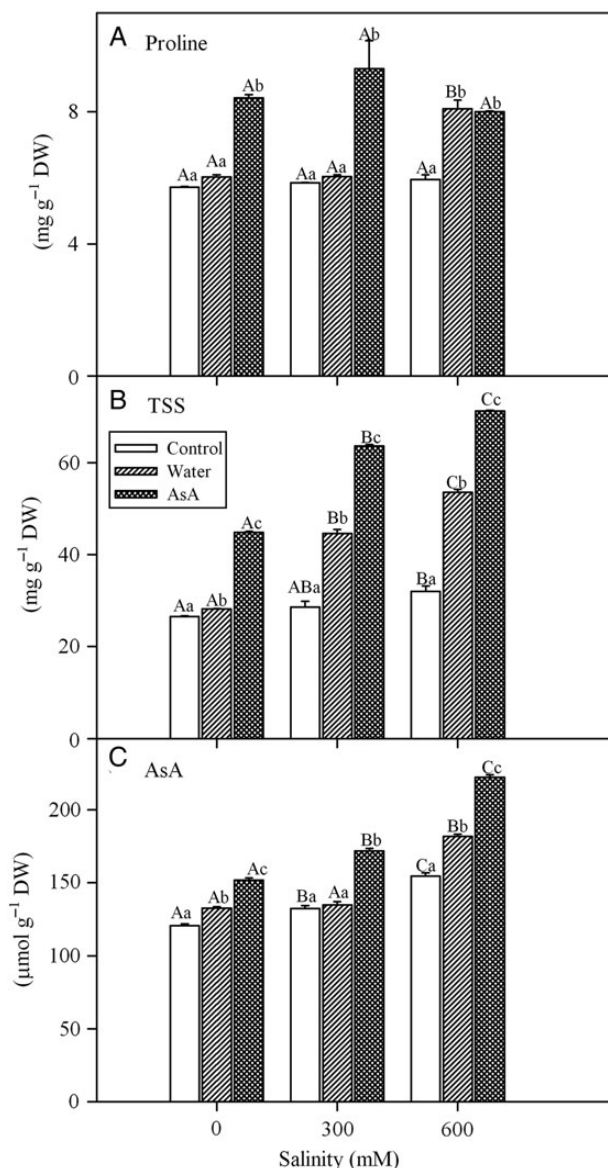 A Proline
Ab
Ab
Bb Ab
Aa
Aa
Aa Aa
Aa
8
4
0
(mg g⁻¹ DW)
B TSS
Control
Water
AsA
Cc
Bc
Cb
Bb
Ac
Aa Ab
ABa
Ba
60
40
20
0
(mg g⁻¹ DW)
C AsA
Cc
Bb
Bb
Ca
Ac
Ab
Aa
Ba Aa
200
150
100
50
0
(µmol g⁻¹ DW)
0 300 600
Salinity (mM)